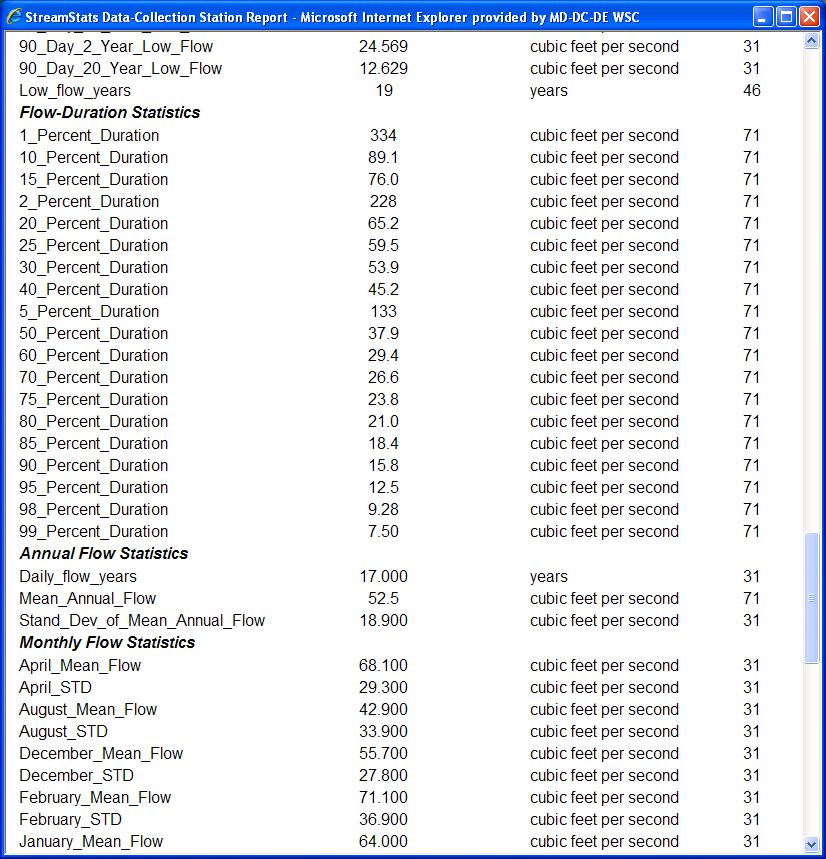 StreamStats Data-Collection Station Report - Microsoft Internet Explorer provided by MD-DC-DE WSC
90_Day_2_Year_Low_Flow 24.569 cubic feet per second 31
90_Day_20_Year_Low_Flow 12.629 cubic feet per second 31
Low_flow_years 19 years 46
Flow-Duration Statistics
1_Percent_Duration 334 cubic feet per second 71
10_Percent_Duration 89.1 cubic feet per second 71
15_Percent_Duration 76.0 cubic feet per second 71
2_Percent_Duration 228 cubic feet per second 71
20_Percent_Duration 65.2 cubic feet per second 71
25_Percent_Duration 59.5 cubic feet per second 71
30_Percent_Duration 53.9 cubic feet per second 71
40_Percent_Duration 45.2 cubic feet per second 71
5_Percent_Duration 133 cubic feet per second 71
50_Percent_Duration 37.9 cubic feet per second 71
60_Percent_Duration 29.4 cubic feet per second 71
70_Percent_Duration 26.6 cubic feet per second 71
75_Percent_Duration 23.8 cubic feet per second 71
80_Percent_Duration 21.0 cubic feet per second 71
85_Percent_Duration 18.4 cubic feet per second 71
90_Percent_Duration 15.8 cubic feet per second 71
95_Percent_Duration 12.5 cubic feet per second 71
98_Percent_Duration 9.28 cubic feet per second 71
99_Percent_Duration 7.50 cubic feet per second 71
Annual Flow Statistics
Daily_flow_years 17.000 years 31
Mean_Annual_Flow 52.5 cubic feet per second 71
Stand_Dev_of_Mean_Annual_Flow 18.900 cubic feet per second 31
Monthly Flow Statistics
April_Mean_Flow 68.100 cubic feet per second 31
April_STD 29.300 cubic feet per second 31
August_Mean_Flow 42.900 cubic feet per second 31
August_STD 33.900 cubic feet per second 31
December_Mean_Flow 55.700 cubic feet per second 31
December_STD 27.800 cubic feet per second 31
February_Mean_Flow 71.100 cubic feet per second 31
February_STD 36.900 cubic feet per second 31
January_Mean_Flow 64.000 cubic feet per second 31